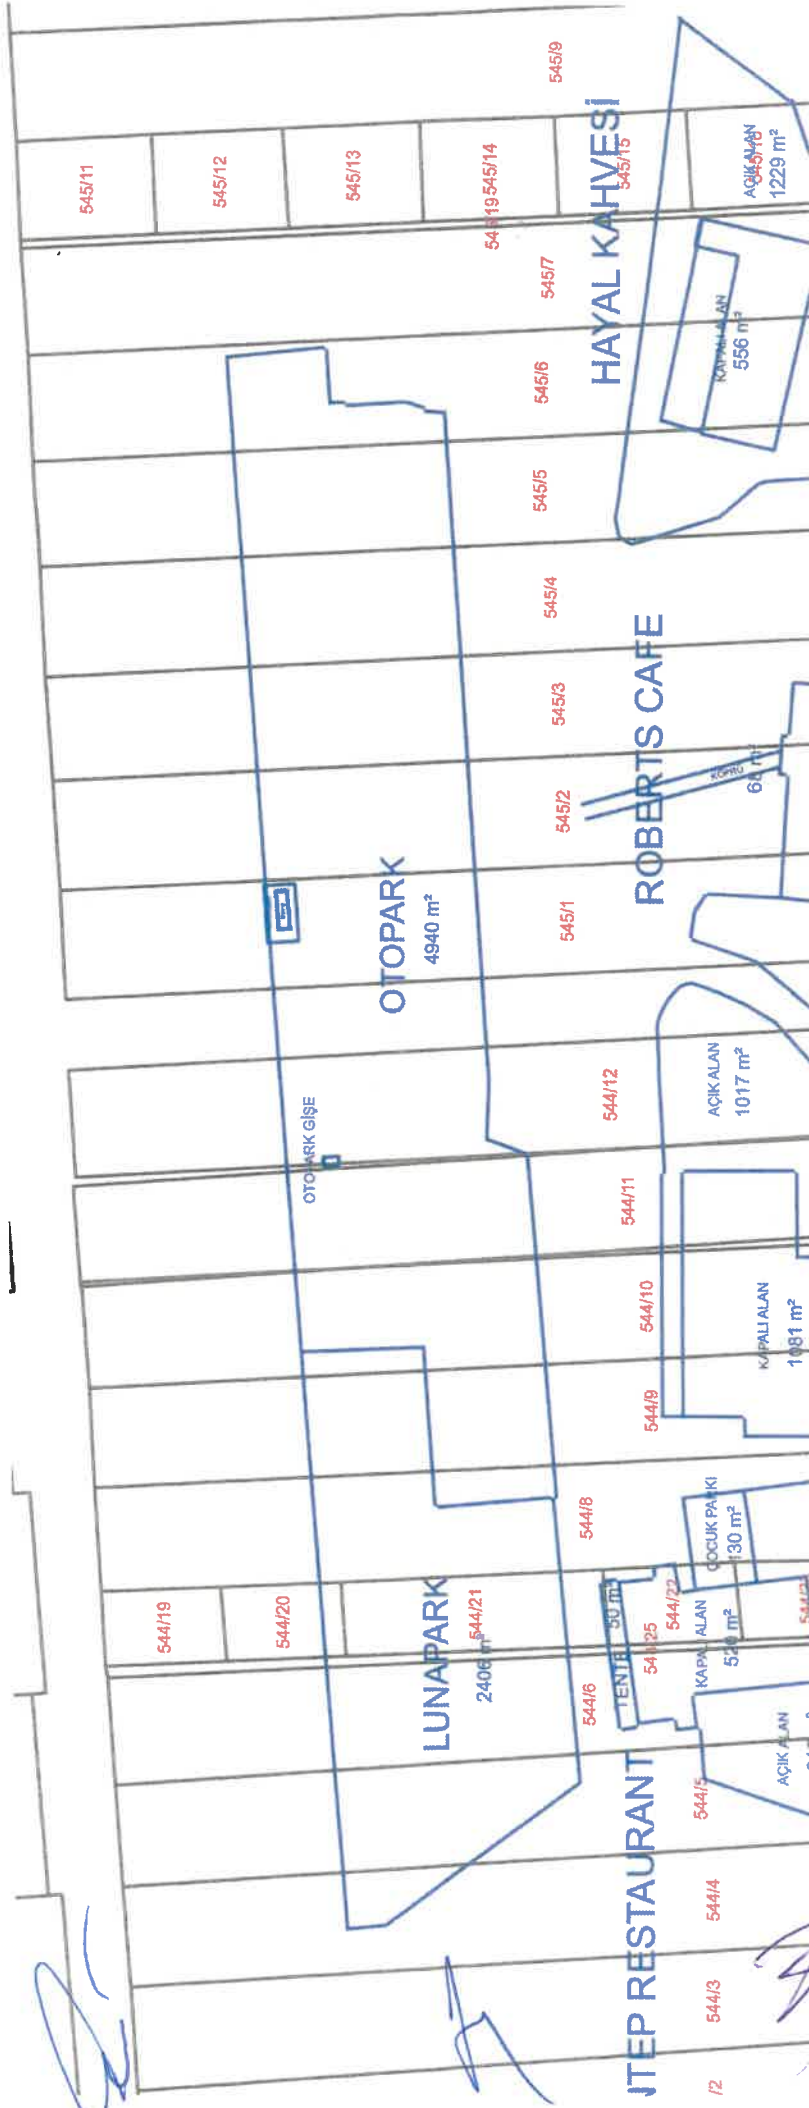 545/9
545/11
545/12
545/13
545/14
545/15
AÇIK ALAN
1229 m²
545/7
HAYAL KAHVESİ
KAPALI ALAN
556 m²
545/6
545/5
545/4
545/3
ROBERTS CAFE
KÖPRÜ
545/2
OTOPARK
4940 m²
545/1
544/12
AÇIK ALAN
1017 m²
OTOPARK GİŞE
544/11
544/10
KAPALI ALAN
1081 m²
544/9
544/8
ÇOCUK PARKI
130 m²
544/19
544/20
544/21
LUNAPARK
2406 m²
544/22
TENTE 50 m²
KAPALI ALAN
544/6
AÇIK ALAN
544/5
NTEP RESTAURANT
544/4
544/3
/2